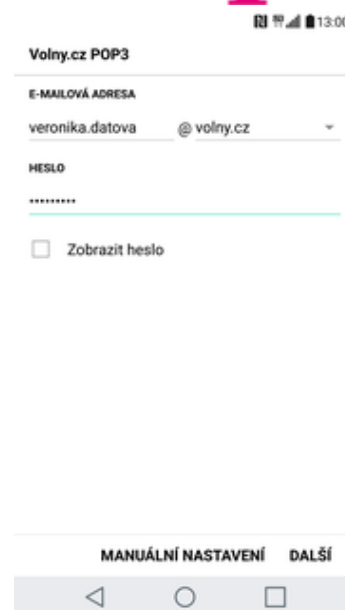 13:00
Volny.cz POP3
E-MAILOVÁ ADRESA
veronika.datova @ volny.cz
HESLO
•••••••••
Zobrazit heslo
MANUÁLNÍ NASTAVENÍ DALŠÍ